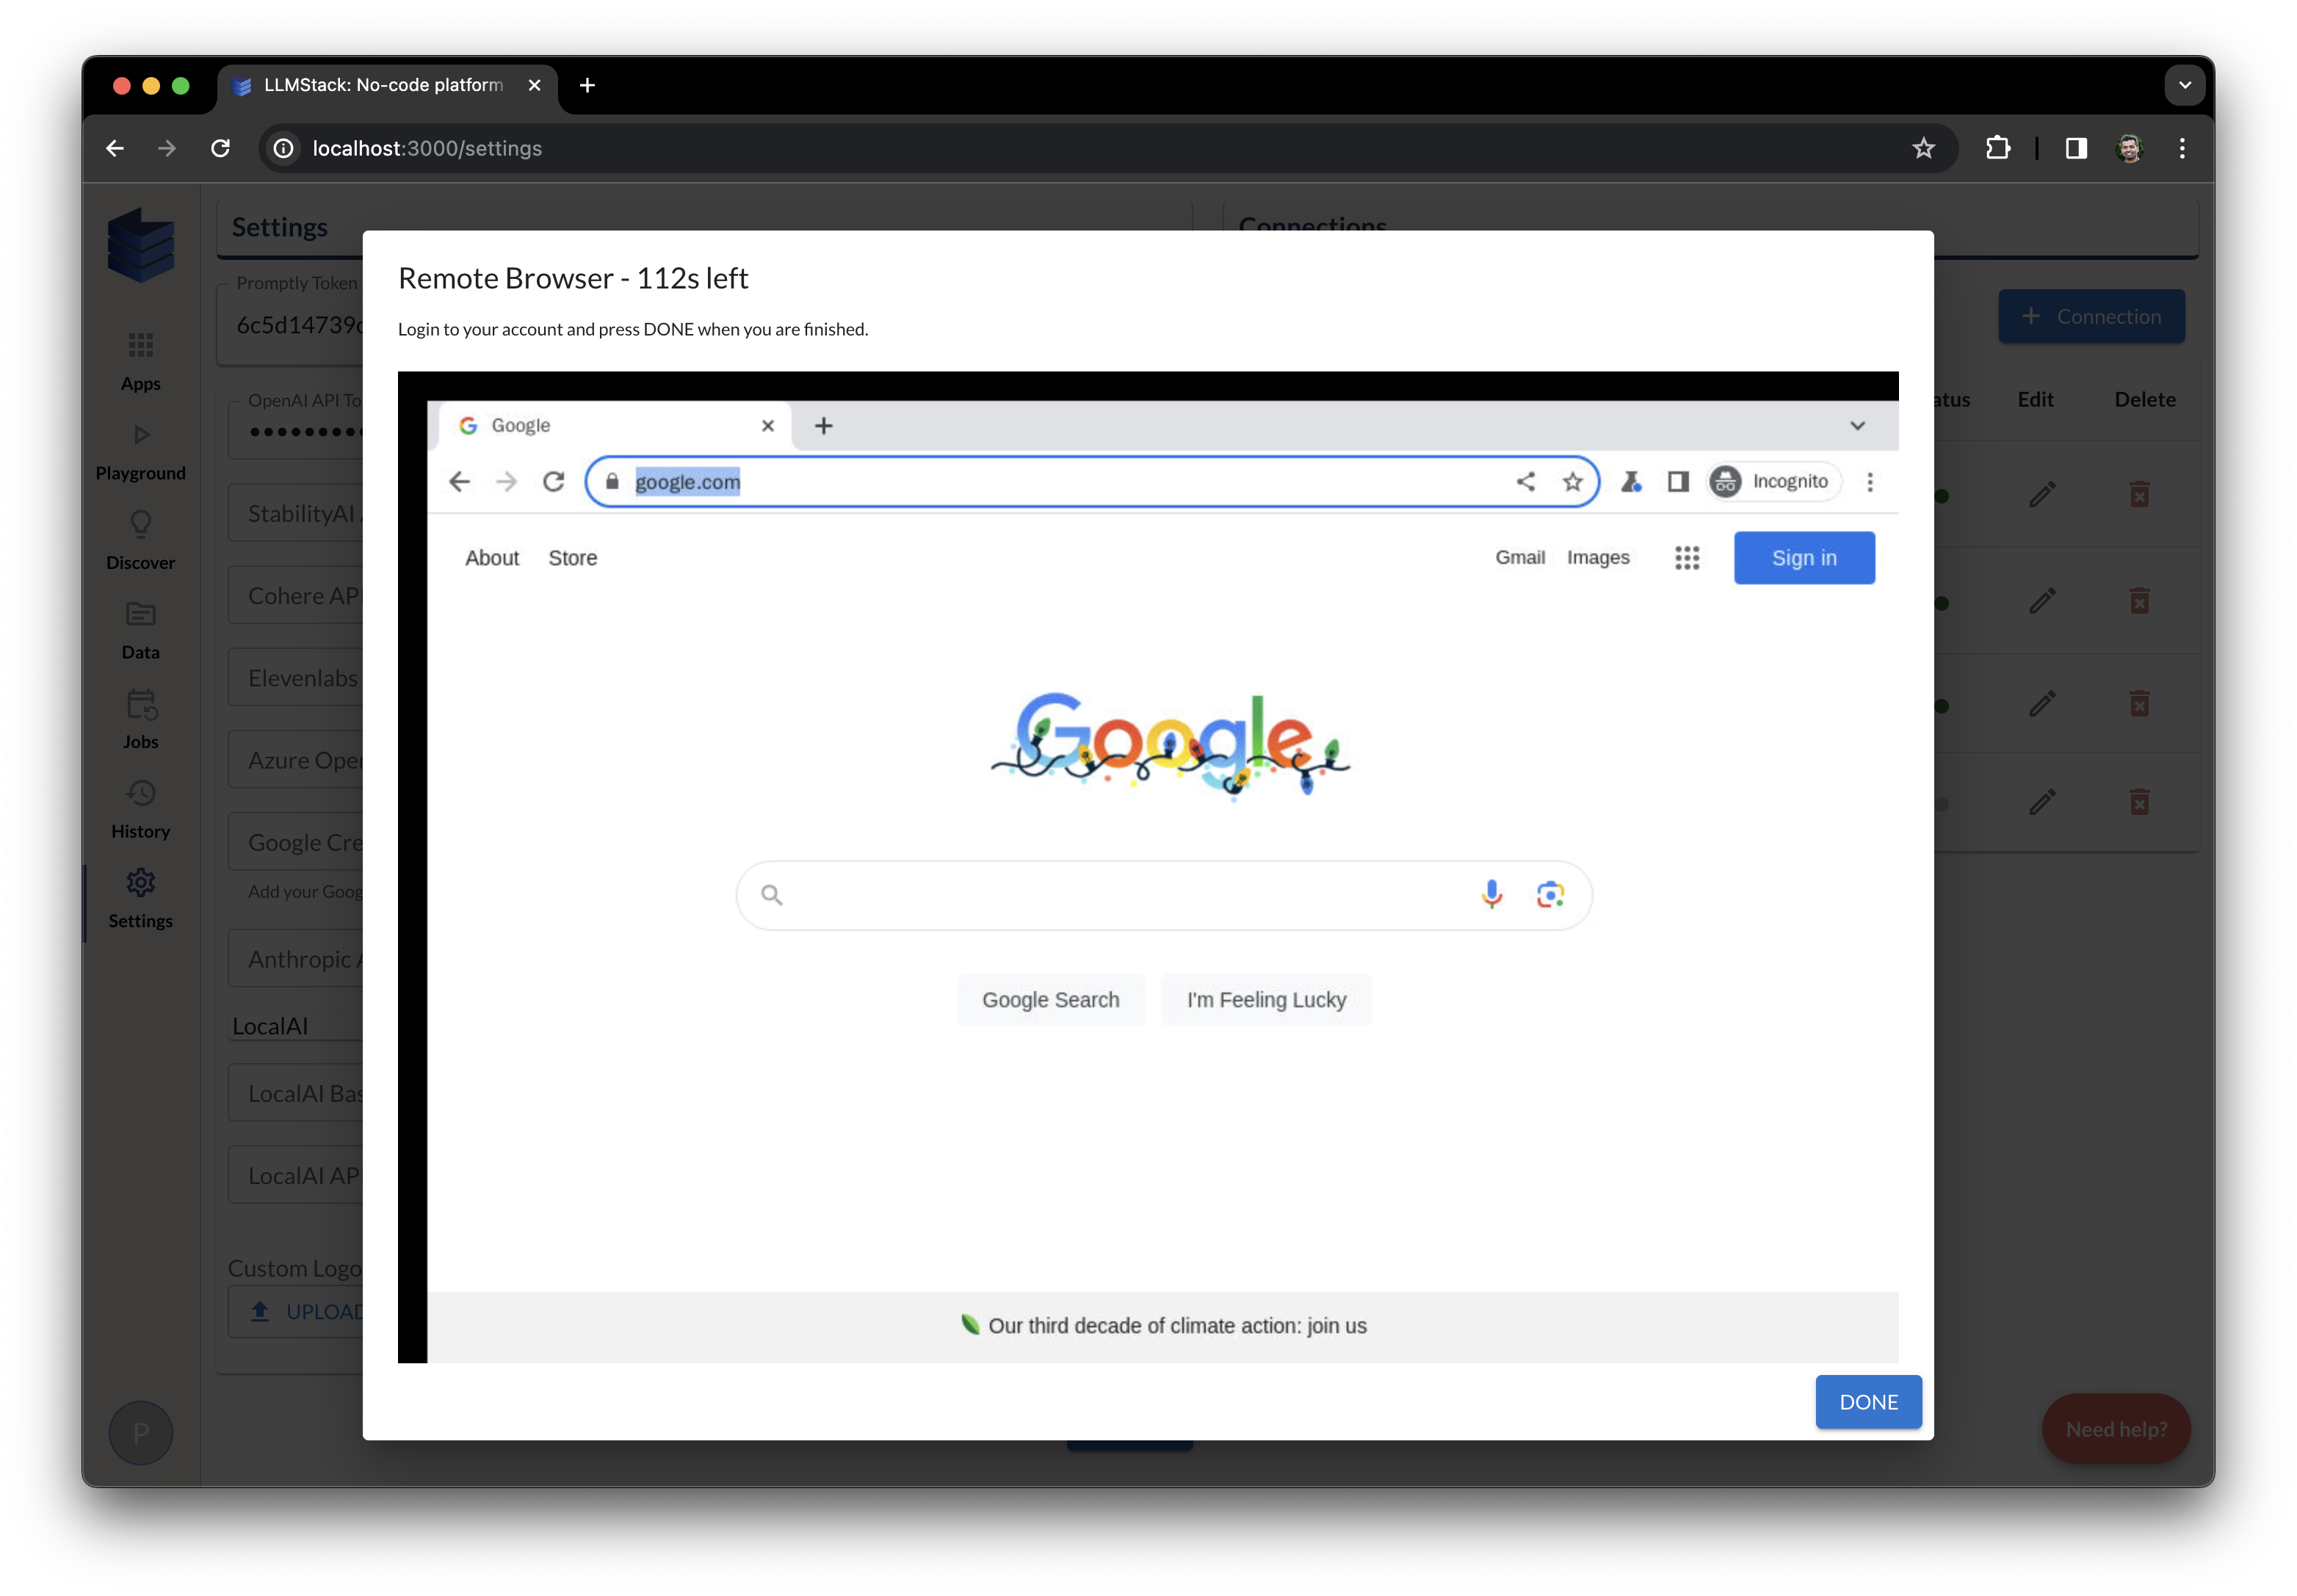 LLMStack: No-code platform
localhost:3000/settings
Settings
Connections
Promptly Token
6c5d14739
Connection
Apps
OpenAI API To
Edit
Delete
Playground
StabilityAI
Discover
Cohere AP
Data
Elevenlabs
Jobs
Azure Ope
History
Google Cre
Add your Goog
Settings
Anthropic
LocalAI
LocalAI Bas
LocalAI AP
Custom Logo
UPLOAD
P
Need help?
Remote Browser - 112s left
Login to your account and press DONE when you are finished.
Google
google.com
Incognito
About Store
Gmail Images
Sign in
Google
Google Search I'm Feeling Lucky
Our third decade of climate action: join us
DONE